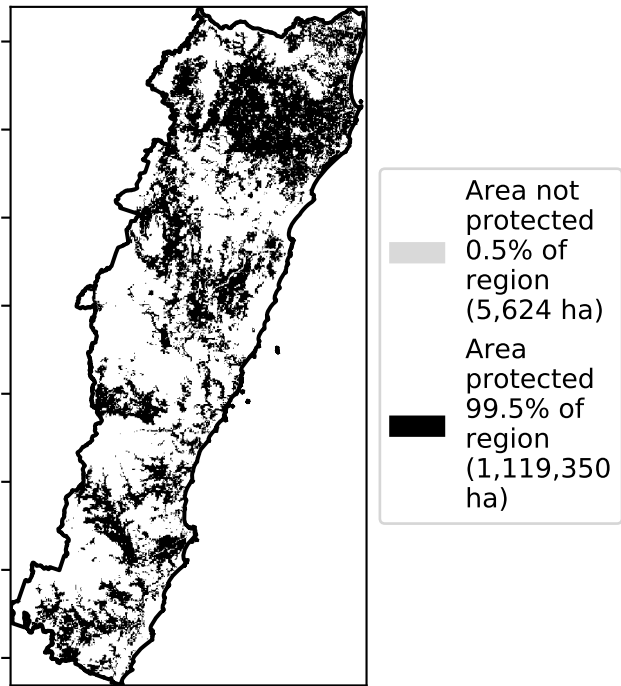 Area not
protected
0.5% of
region
(5,624 ha)
Area
protected
99.5% of
region
(1,119,350
ha)